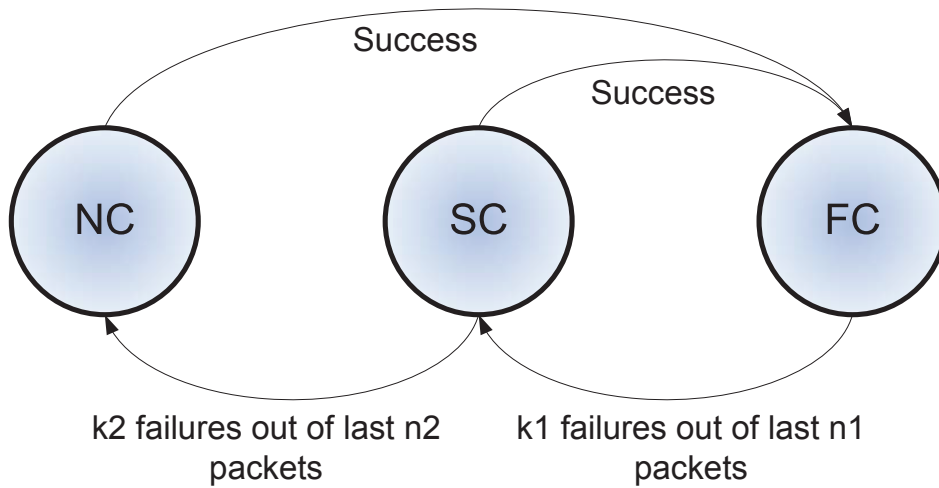 Success
Success
NC
SC
FC
k2 failures out of last n2
packets
k1 failures out of last n1
packets